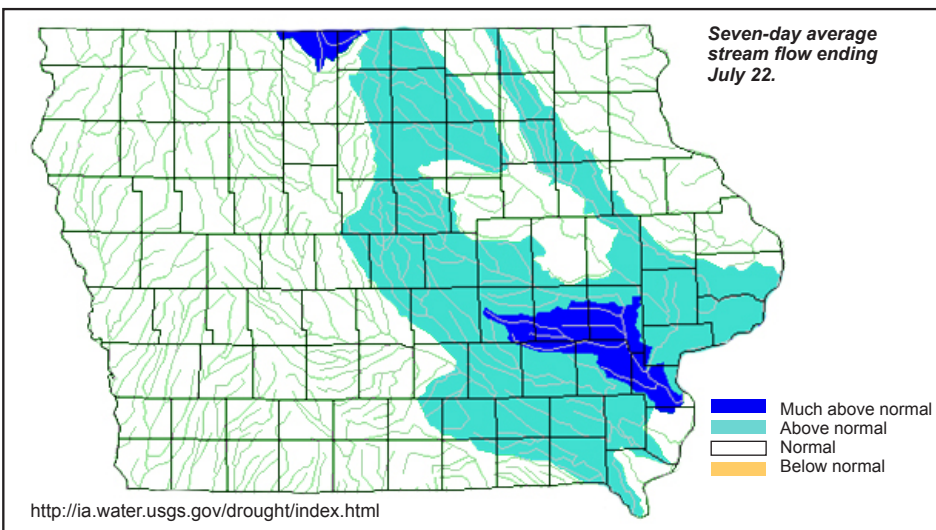 Seven-day average
stream flow ending
July 22.
Much above normal
Above normal
Normal
Below normal
http://ia.water.usgs.gov/drought/index.html